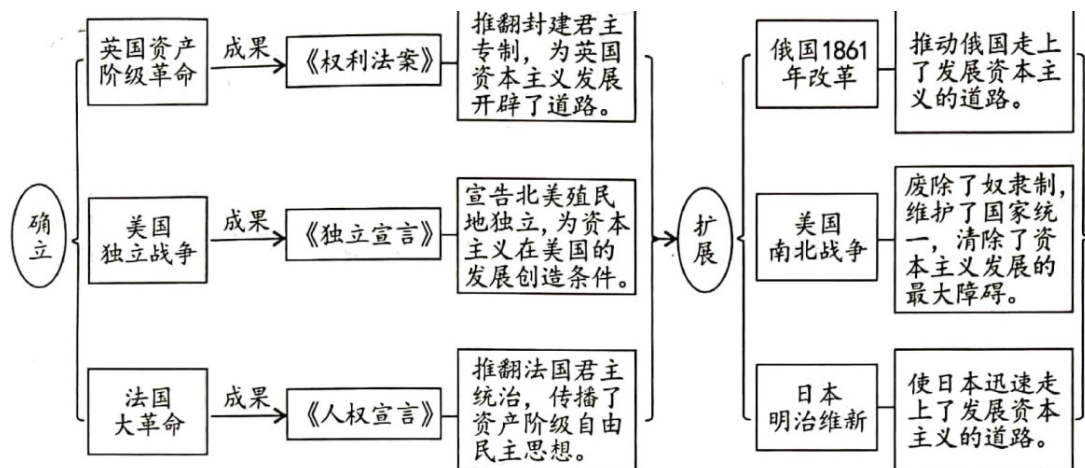 确
立
英国资产
阶级革命
成果
《权利法案》
推翻封建君主
专制，为英国
资本主义发展
开辟了道路。
美国
独立战争
成果
《独立宣言》
宣告北美殖民
地独立，为资本
主义在美国的
发展创造条件。
法国
大革命
成果
《人权宣言》
推翻法国君主
统治，传播了
资产阶级自由
民主思想。
扩
展
俄国1861
年改革
推动俄国走上
了发展资本主
义的道路。
美国
南北战争
废除了奴隶制，
维护了国家统
一，清除了资
本主义发展的
最大障碍。
日本
明治维新
使日本迅速走
上了发展资本
主义的道路。